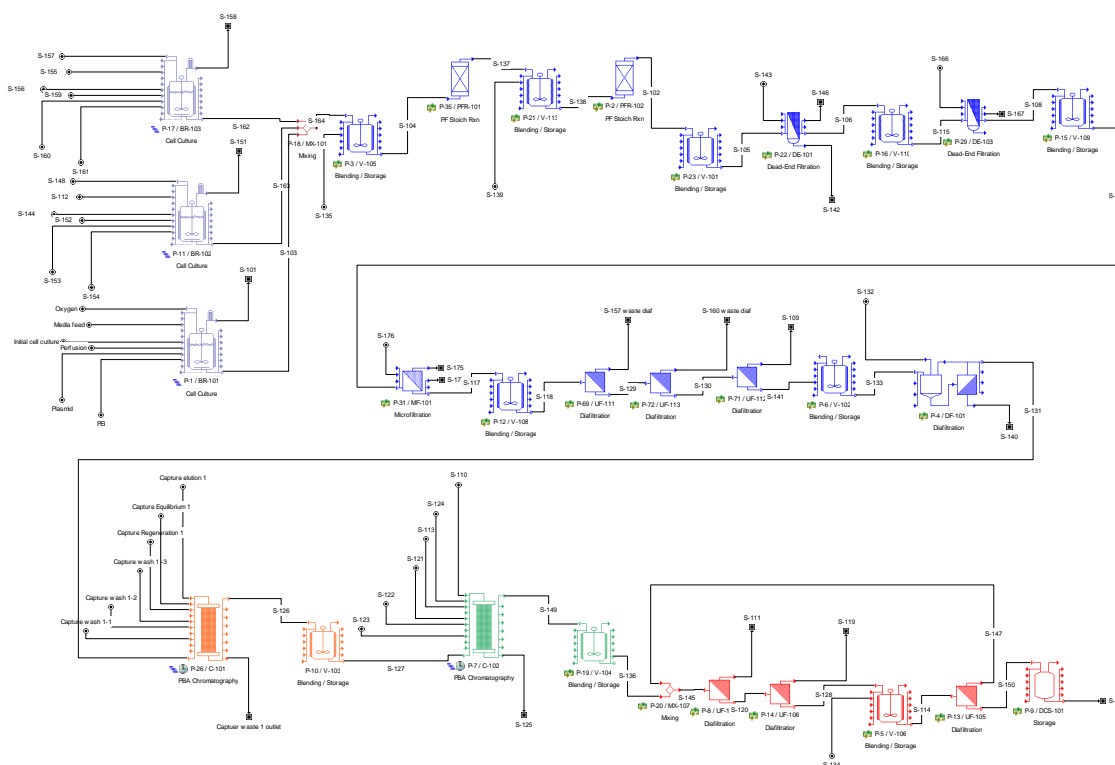 S-158
S-157
S-155
S-156
S-159
S-160
S-161
P-17 / BR-103
Cell Culture
S-162
S-151
S-148
S-112
S-144
S-152
S-153
S-154
P-11 / BR-102
Cell Culture
S-163
S-103
S-101
Oxygen
Media feed
Initial cell culture
Perfusion
Plasmid
PEI
P-1 / BR-101
Cell Culture
S-164
P-18 / MX-101
Mixing
S-135
P-3 / V-105
Blending / Storage
S-104
P-35 / PFR-101
PF Stoich Rxn
S-137
S-139
P-21 / V-113
Blending / Storage
S-138
P-2 / PFR-102
PF Stoich Rxn
S-102
P-23 / V-101
Blending / Storage
S-105
S-143
S-146
P-22 / DE-101
Dead-End Filtration
S-142
S-106
P-16 / V-110
Blending / Storage
S-115
S-166
S-167
P-29 / DE-103
Dead-End Filtration
S-108
P-15 / V-109
Blending / Storage
S-176
S-175
S-117
P-31 / MF-101
Microfiltration
P-12 / V-108
Blending / Storage
S-118
S-157 waste diaf
P-69 / UF-111
Diafiltration
S-129
S-160 waste diaf
P-72 / UF-113
Diafiltration
S-130
S-109
P-71 / UF-112
Diafiltration
S-141
P-6 / V-102
Blending / Storage
S-133
S-132
P-4 / DF-101
Diafiltration
S-140
S-131
Capture elution 1
Capture Equilibrium 1
Capture Regeneration 1
Capture wash 1-3
Capture wash 1-2
Capture wash 1-1
P-26 / C-101
PBA Chromatography
Captuer waste 1 outlet
S-126
P-10 / V-103
Blending / Storage
S-127
S-110
S-124
S-113
S-121
S-122
S-123
P-7 / C-102
PBA Chromatography
S-125
S-149
P-19 / V-104
Blending / Storage
S-136
P-20 / MX-107
Mixing
S-145
S-111
P-8 / UF-1
Diafiltration
S-120
S-119
P-14 / UF-106
Diafiltration
S-128
P-5 / V-106
Blending / Storage
S-134
S-114
S-147
P-13 / UF-105
Diafiltration
S-150
P-9 / DCS-101
Storage